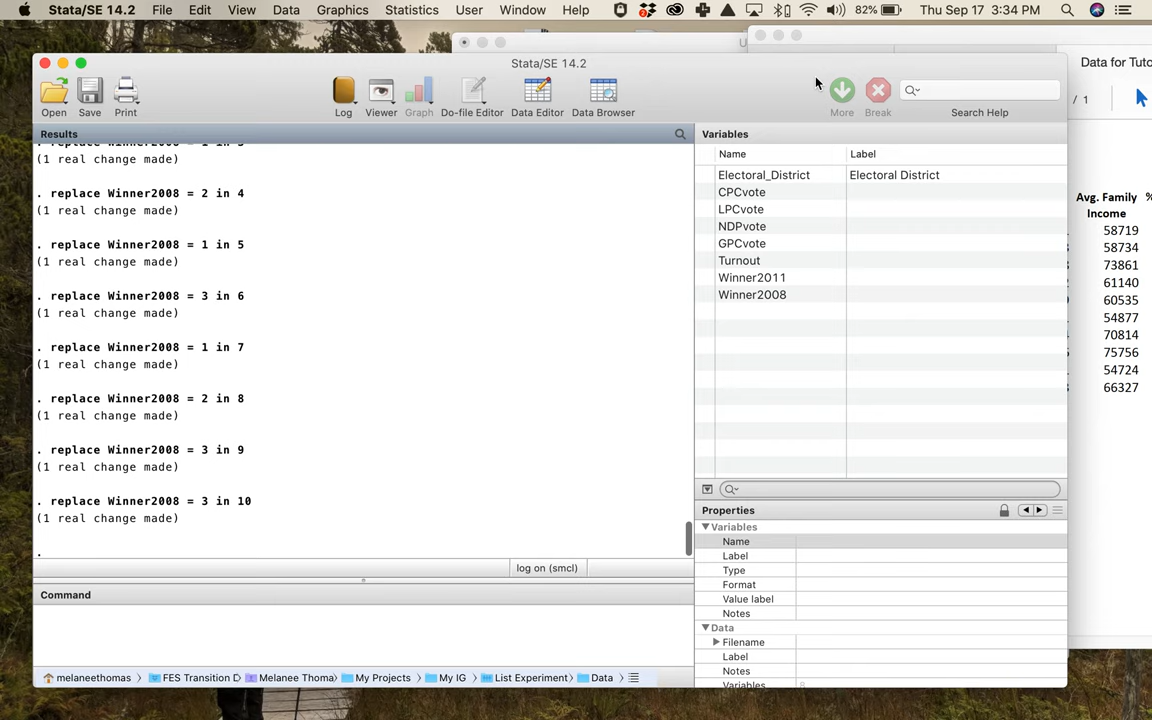 Stata/SE 14.2 File Edit View Data Graphics Statistics User Window Help 82% Thu Sep 17 3:34 PM
Stata/SE 14.2
Data for Tuto
Open Save Print Log Viewer Graph Do-file Editor Data Editor Data Browser More Break Search Help
/ 1
Results
(1 real change made)
. replace Winner2008 = 2 in 4
(1 real change made)
. replace Winner2008 = 1 in 5
(1 real change made)
. replace Winner2008 = 3 in 6
(1 real change made)
. replace Winner2008 = 1 in 7
(1 real change made)
. replace Winner2008 = 2 in 8
(1 real change made)
. replace Winner2008 = 3 in 9
(1 real change made)
. replace Winner2008 = 3 in 10
(1 real change made)
.
log on (smcl)
Command
melaneethomas FES Transition D Melanee Thoma My Projects My IG List Experiment Data
Variables
Name Label
Electoral_District Electoral District
CPCvote
LPCvote
NDPvote
GPCvote
Turnout
Winner2011
Winner2008
Properties
Variables
Name
Label
Type
Format
Value label
Notes
Data
Filename
Label
Notes
Variables 8
Avg. Family %
Income
58719
58734
73861
61140
60535
54877
70814
75756
54724
66327